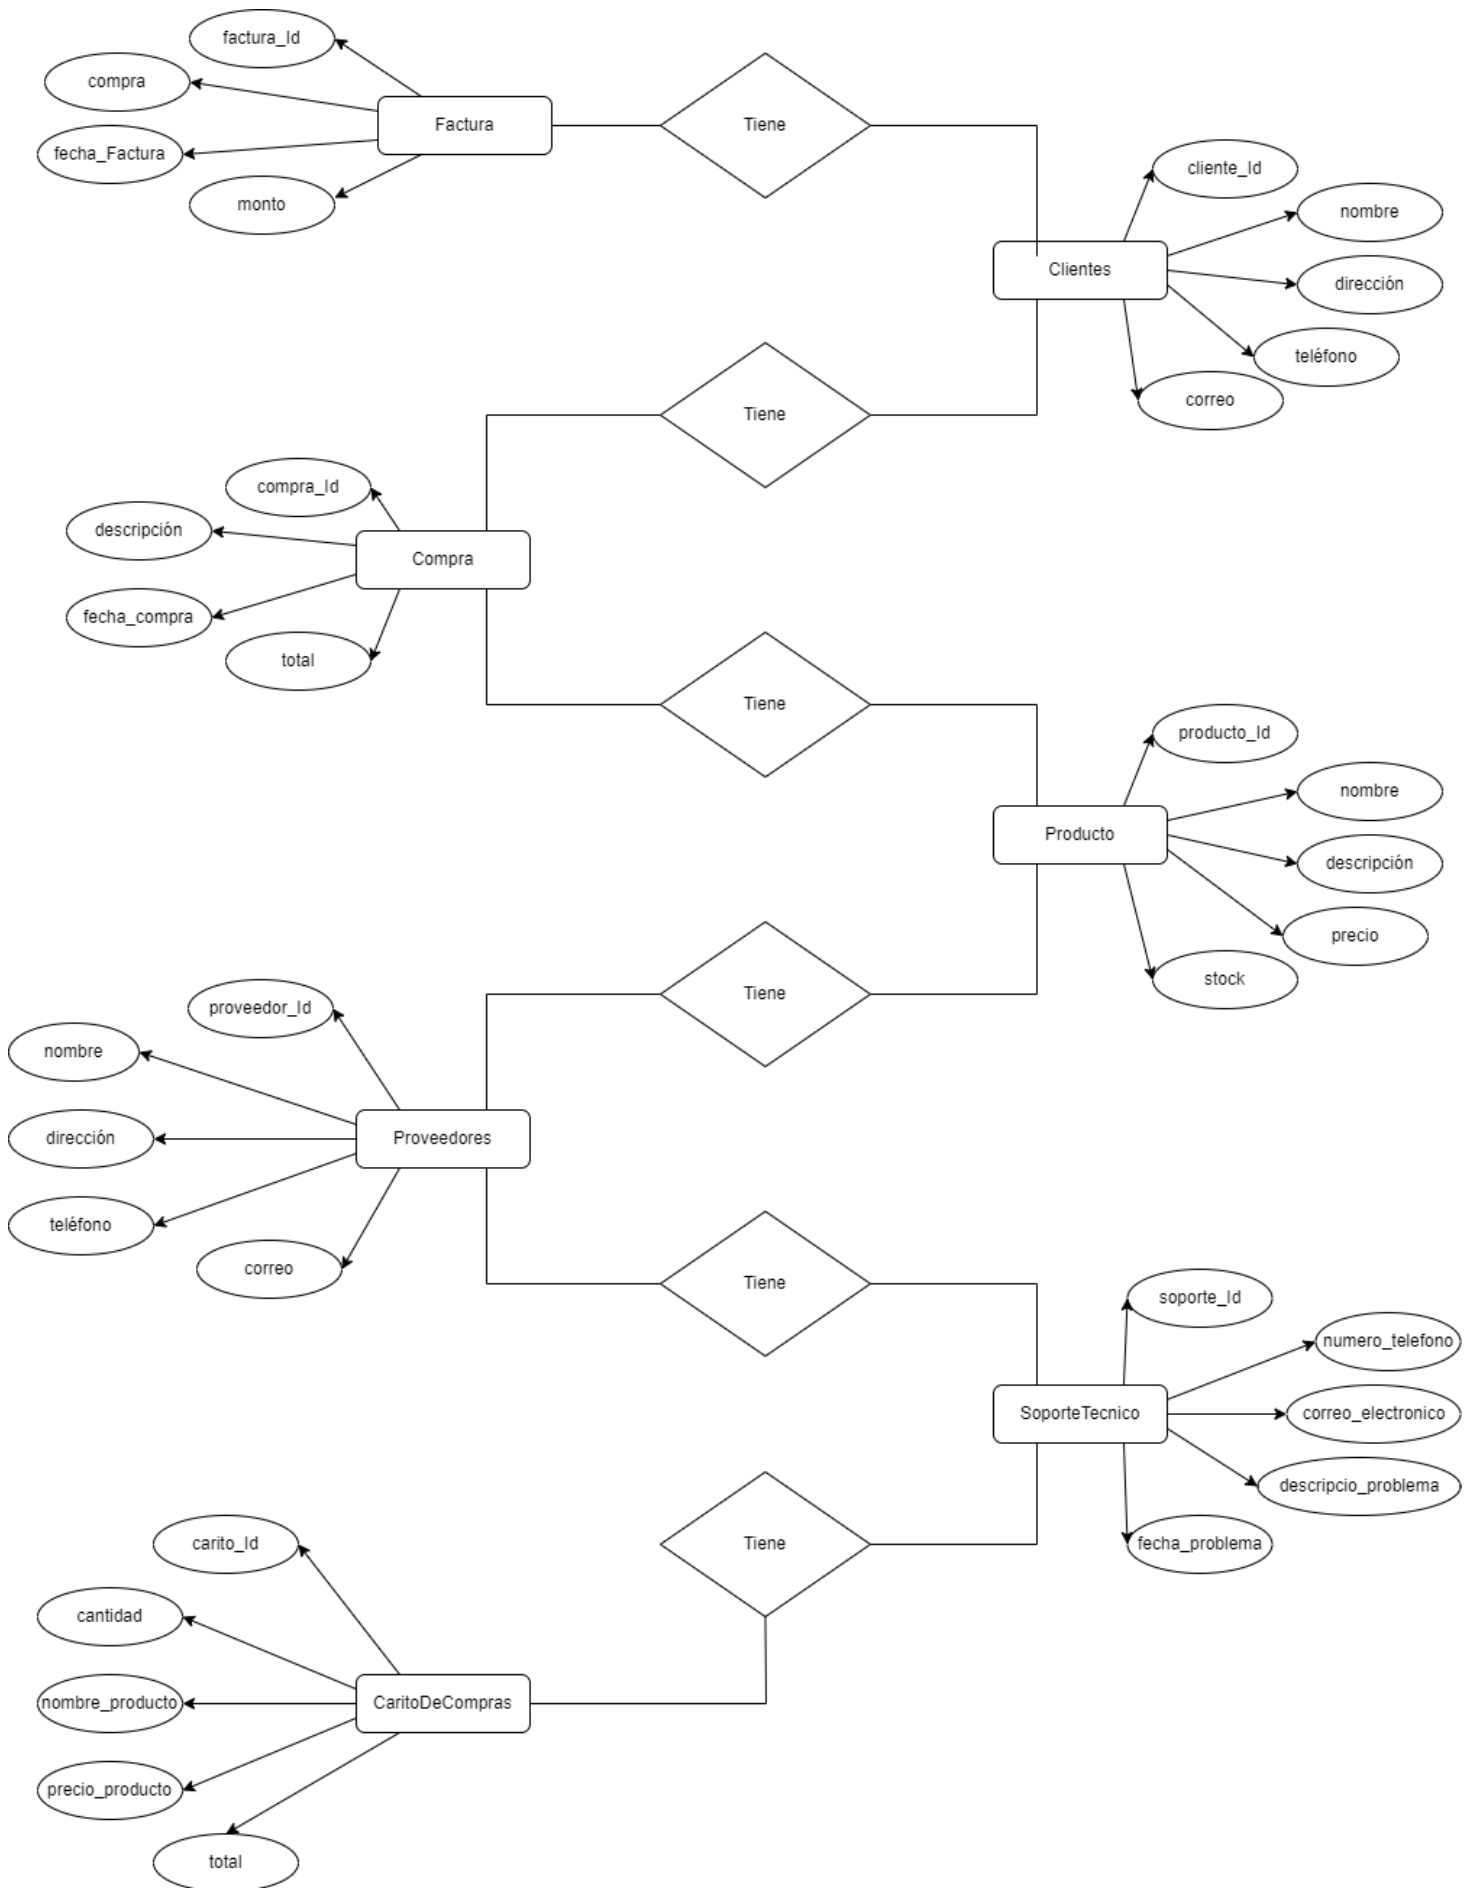 factura_Id
compra
Factura
Tiene
fecha_Factura
cliente_Id
monto
nombre
Clientes
dirección
teléfono
correo
Tiene
compra_Id
descripción
Compra
fecha_compra
total
Tiene
producto_Id
nombre
Producto
descripción
precio
stock
Tiene
proveedor_Id
nombre
dirección
Proveedores
teléfono
correo
Tiene
soporte_Id
numero_telefono
SoporteTecnico
correo_electronico
descripcio_problema
fecha_problema
Tiene
carito_Id
cantidad
nombre_producto
CaritoDeCompras
precio_producto
total